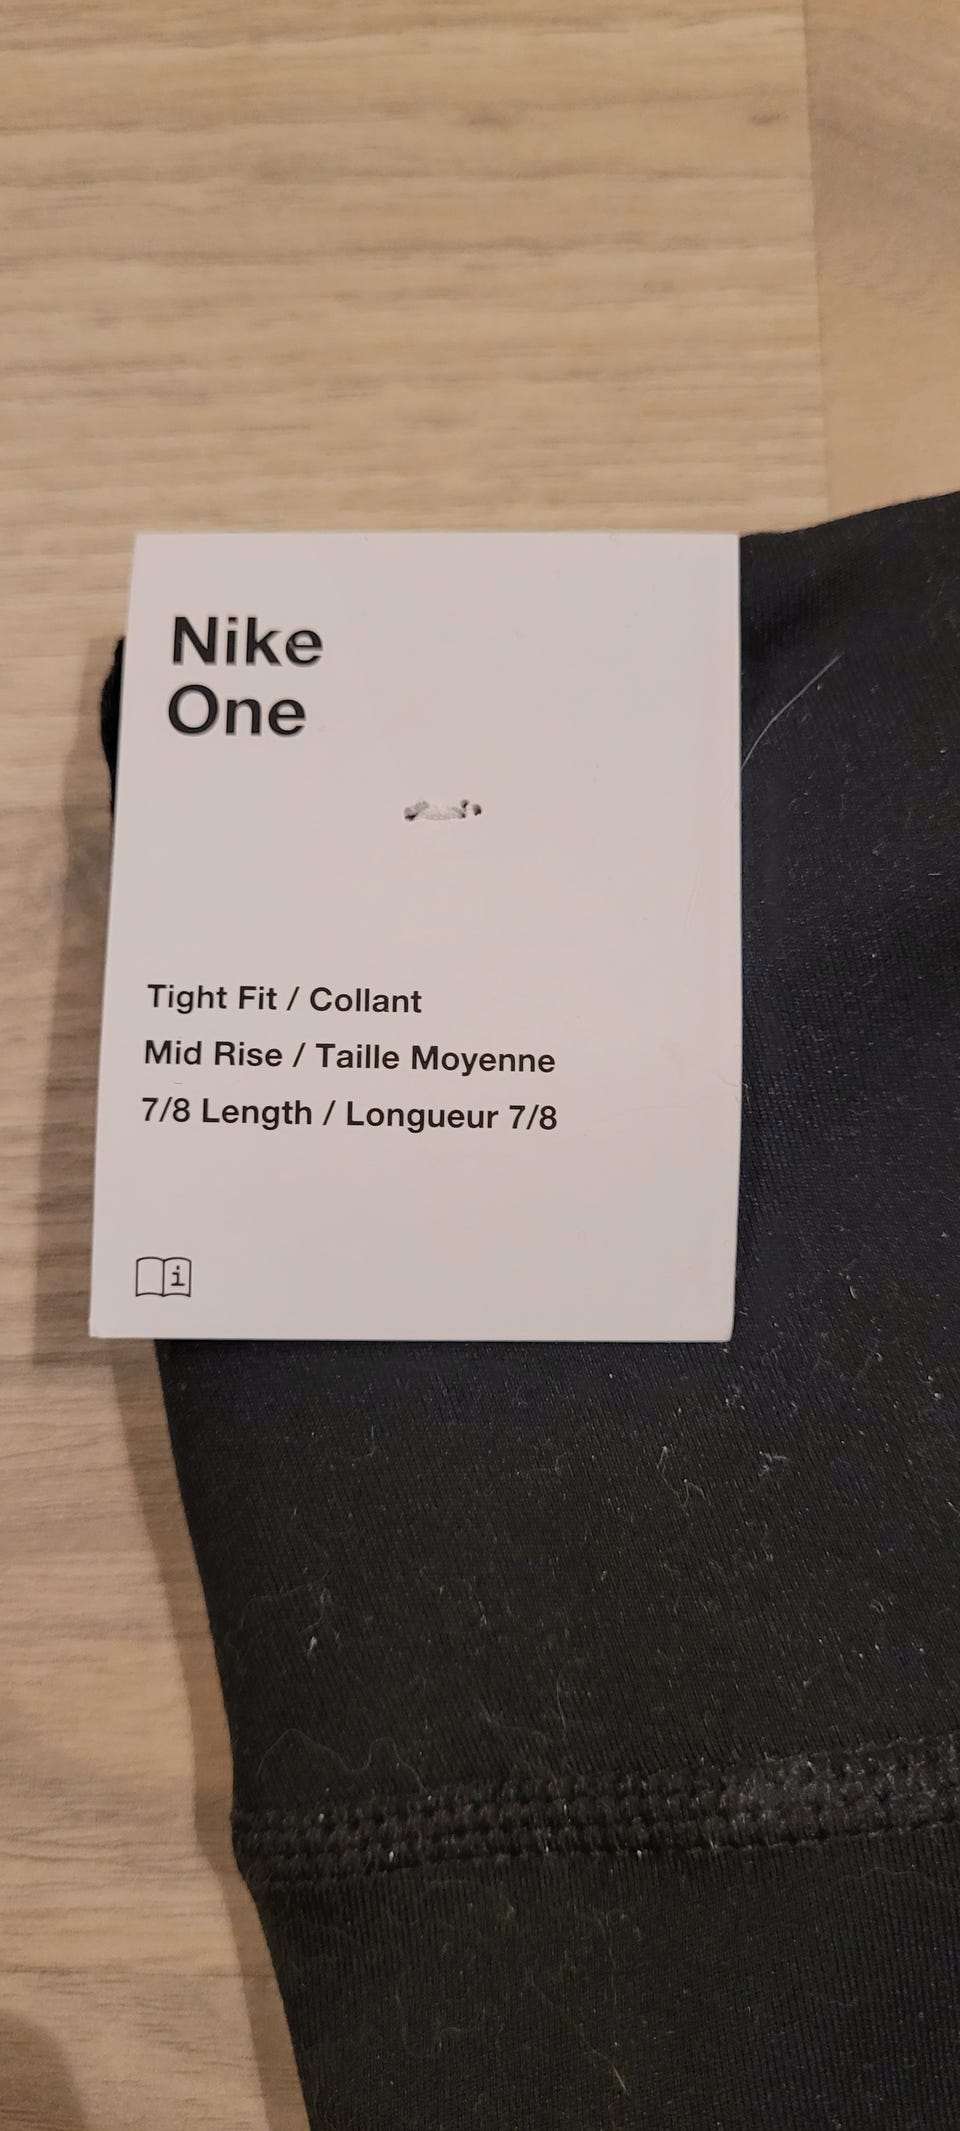 Nike
One
Tight Fit / Collant
Mid Rise / Taille Moyenne
7/8 Length / Longueur 7/8
i